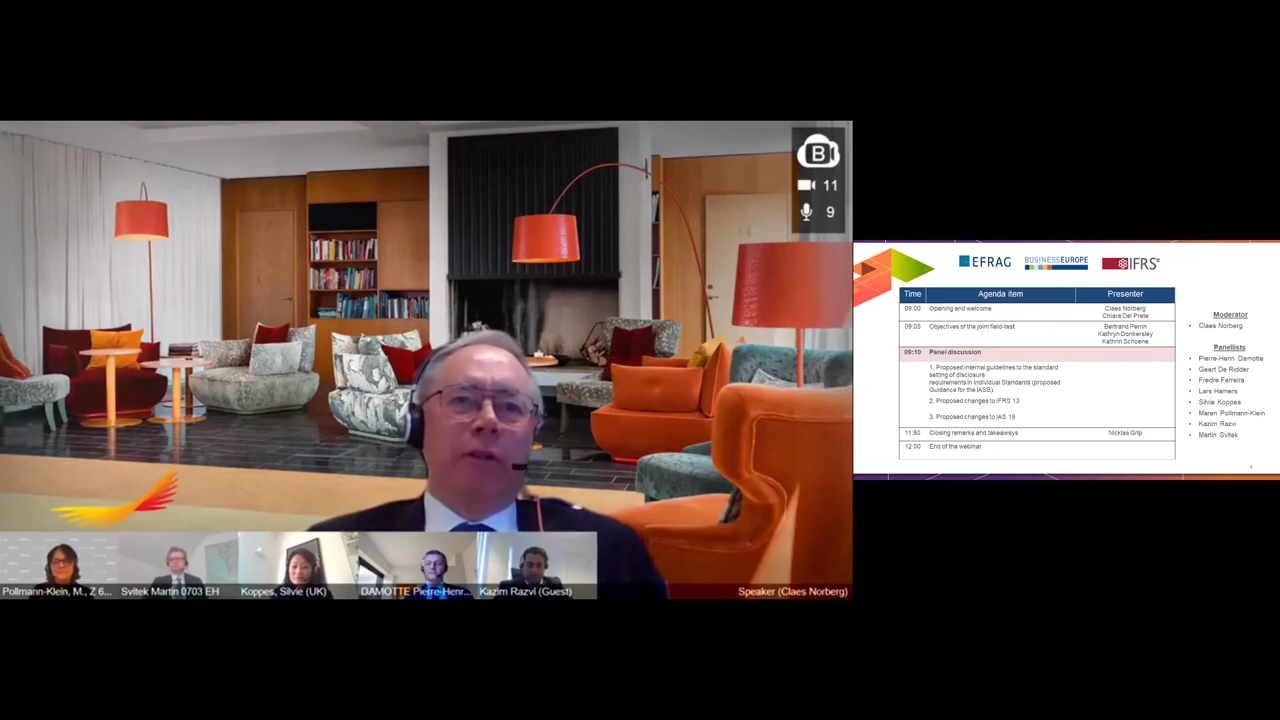 B
11
9
Pollmann-Klein, M., Z 6...
Svitek Martin 0703 EH
Koppes, Silvie (UK)
DAMOTTE Pierre-Henr...
Kazim Razvi (Guest)
Speaker (Claes Norberg)
EFRAG
BUSINESSEUROPE
IFRS®
Time
Agenda item
Presenter
09:00
Opening and welcome
Claes Norberg
Chiara Del Prete
09:05
Objectives of the joint field-test
Bertrand Perrin
Kathryn Donkersley
Kathrin Schoene
09:10
Panel discussion
1. Proposed internal guidelines to the standard
setting of disclosure
requirements in individual Standards (proposed
Guidance for the IASB).
2. Proposed changes to IFRS 13
3. Proposed changes to IAS 19
11:50
Closing remarks and takeaways
Nicklas Grip
12:00
End of the webinar
Moderator
• Claes Norberg
Panellists
• Pierre-Henri Damotte
• Geert De Ridder
• Fredre Ferreira
• Lars Hamers
• Silvie Koppes
• Maren Pollmann-Klein
• Kazim Razvi
• Martin Svitek